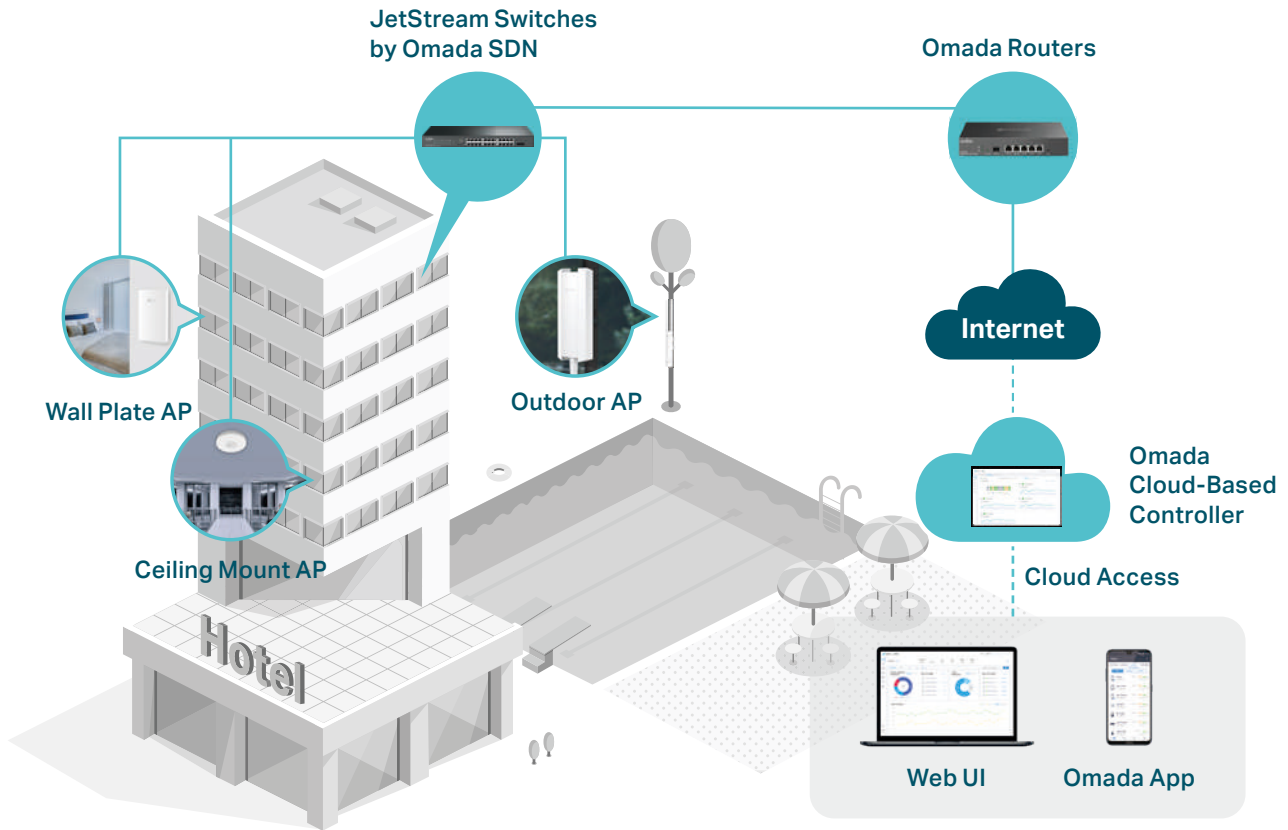 JetStream Switches
by Omada SDN
Omada Routers
Internet
Wall Plate AP
Outdoor AP
Omada
Cloud-Based
Controller
Ceiling Mount AP
Cloud Access
Hotel
Web UI
Omada App